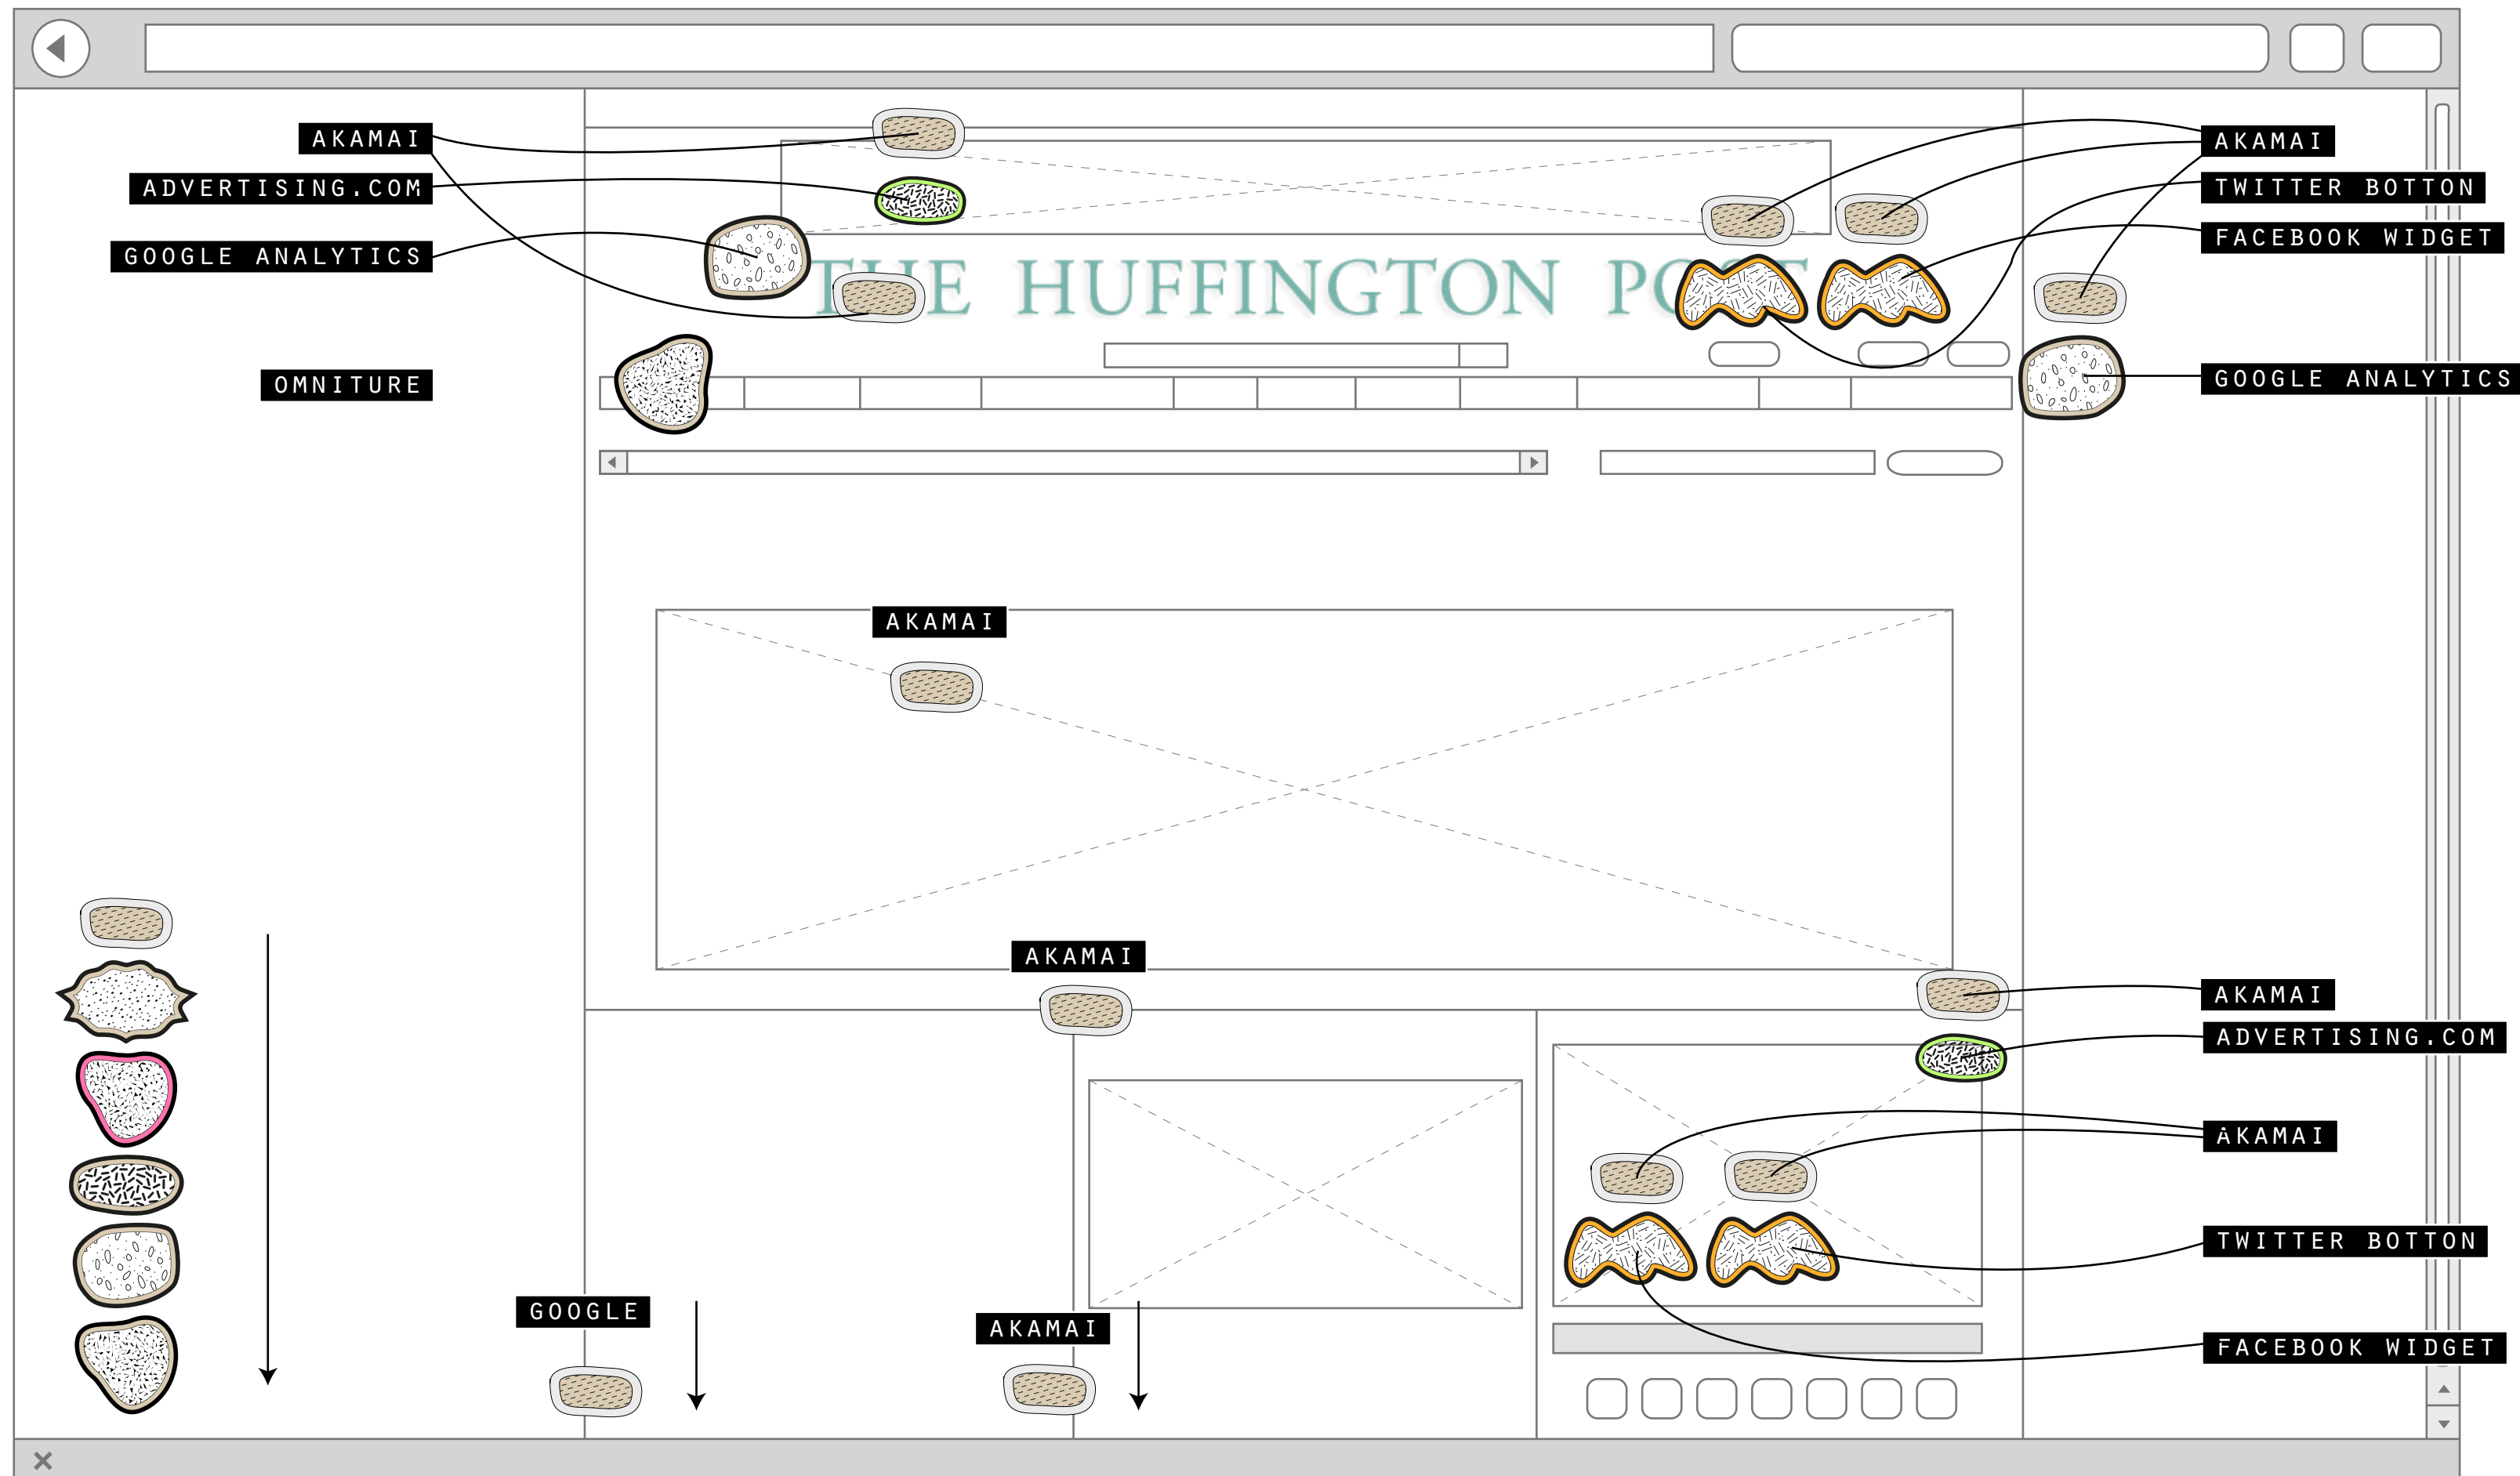 AKAMAI
ADVERTISING.COM
GOOGLE ANALYTICS
OMNITURE
THE HUFFINGTON POST
AKAMAI
TWITTER BOTTON
FACEBOOK WIDGET
GOOGLE ANALYTICS
AKAMAI
AKAMAI
AKAMAI
ADVERTISING.COM
AKAMAI
TWITTER BOTTON
FACEBOOK WIDGET
GOOGLE
AKAMAI